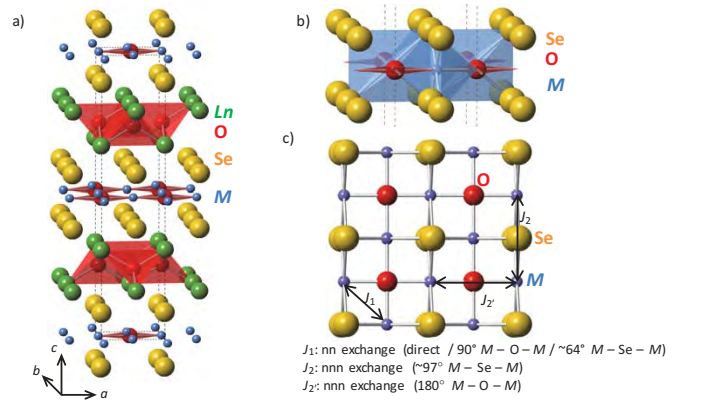 a)
Ln
O
Se
M
c
b
a
b)
Se
O
M
c)
O
J2
Se
M
J1
J2'
J1: nn exchange (direct / 90° M – O – M / ~64° M – Se – M)
J2: nnn exchange (~97° M – Se – M)
J2': nnn exchange (180° M – O – M)